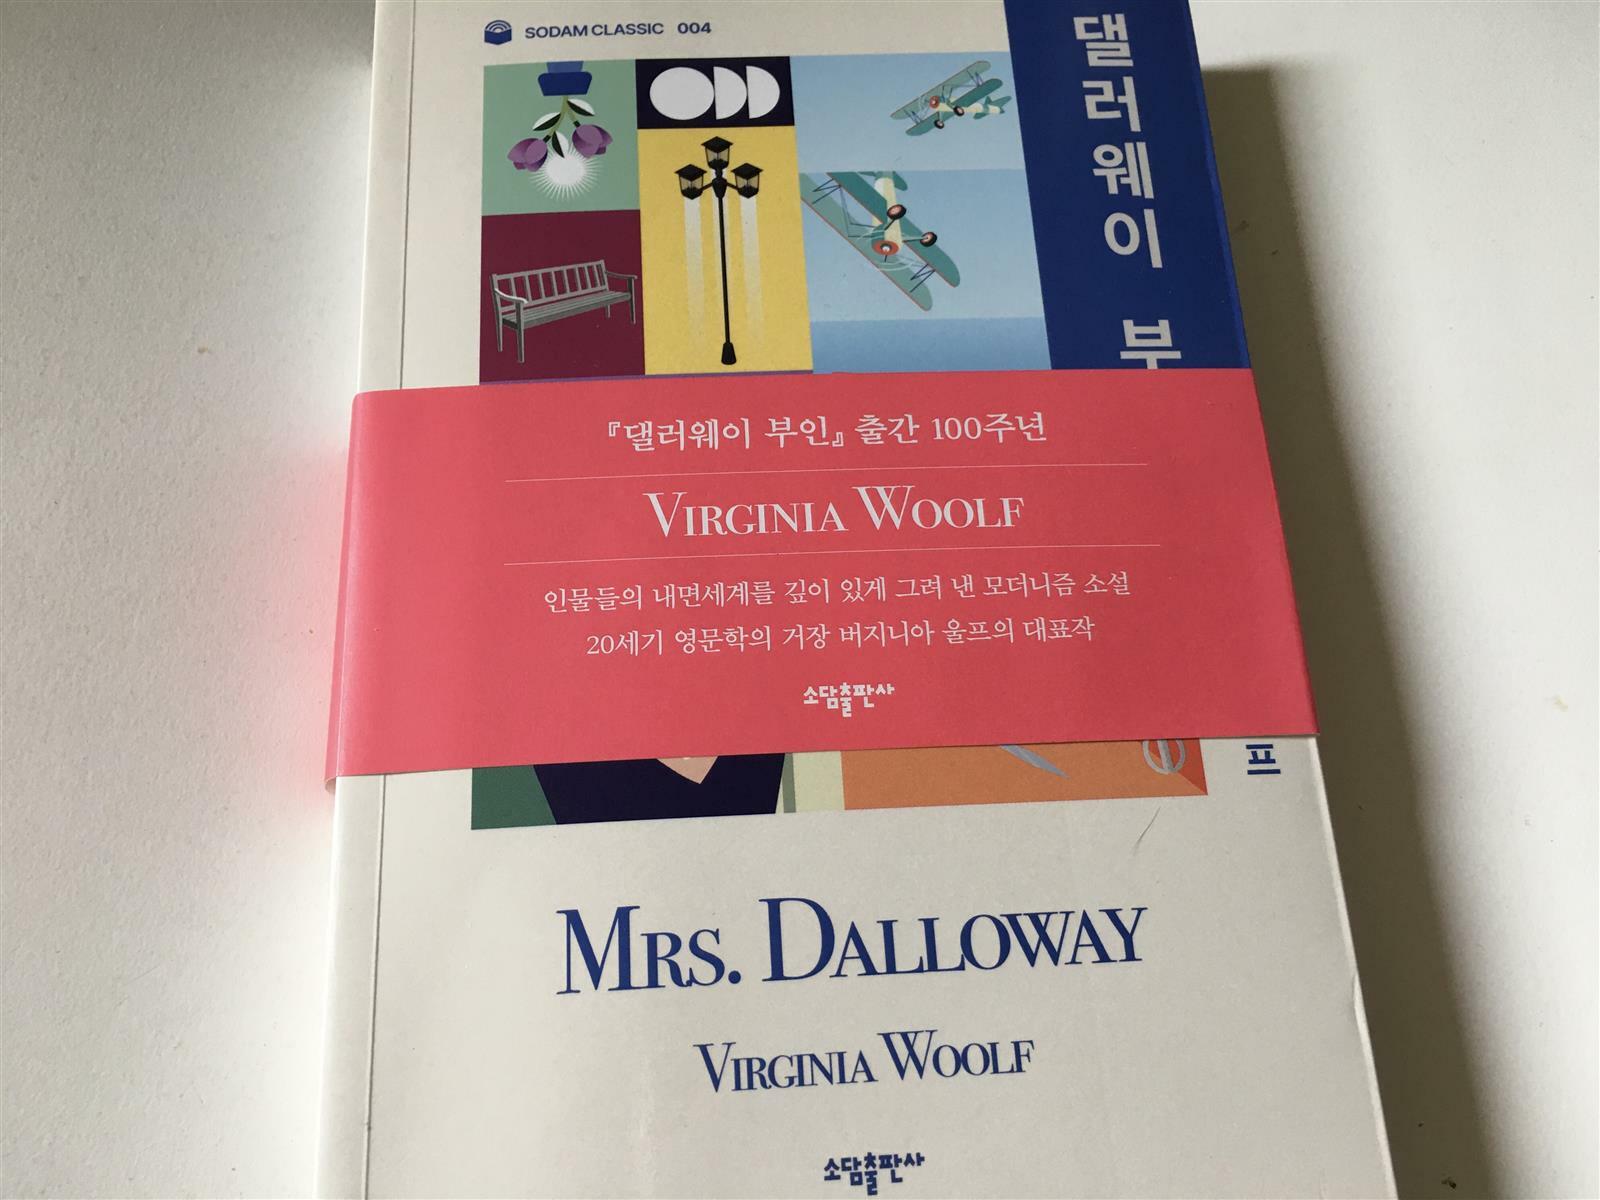 SODAM CLASSIC 004
댈러웨이 부
『댈러웨이 부인』 출간 100주년
VIRGINIA WOOLF
인물들의 내면세계를 깊이 있게 그려 낸 모더니즘 소설
20세기 영문학의 거장 버지니아 울프의 대표작
소담출판사
프
MRS. DALLOWAY
VIRGINIA WOOLF
소담출판사